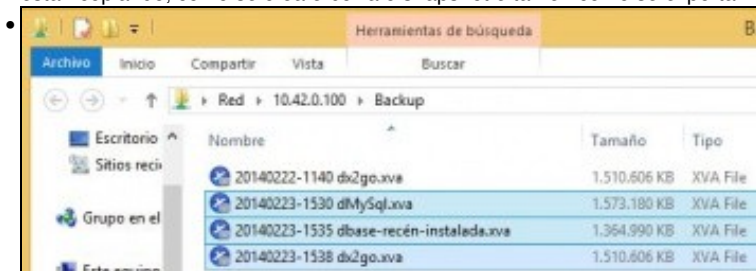 Herramientas de búsqueda
Archivo Inicio Compartir Vista Buscar
Red 10.42.0.100 Backup
Escritorio Nombre Tamaño Tipo
Sitios reci
20140222-1140 dx2go.xva 1.510.606 KB XVA File
20140223-1530 dMySql.xva 1.573.180 KB XVA File
Grupo en el 20140223-1535 dbase-recén-instalada.xva 1.364.990 KB XVA File
20140223-1538 dx2go.xva 1.510.606 KB XVA File